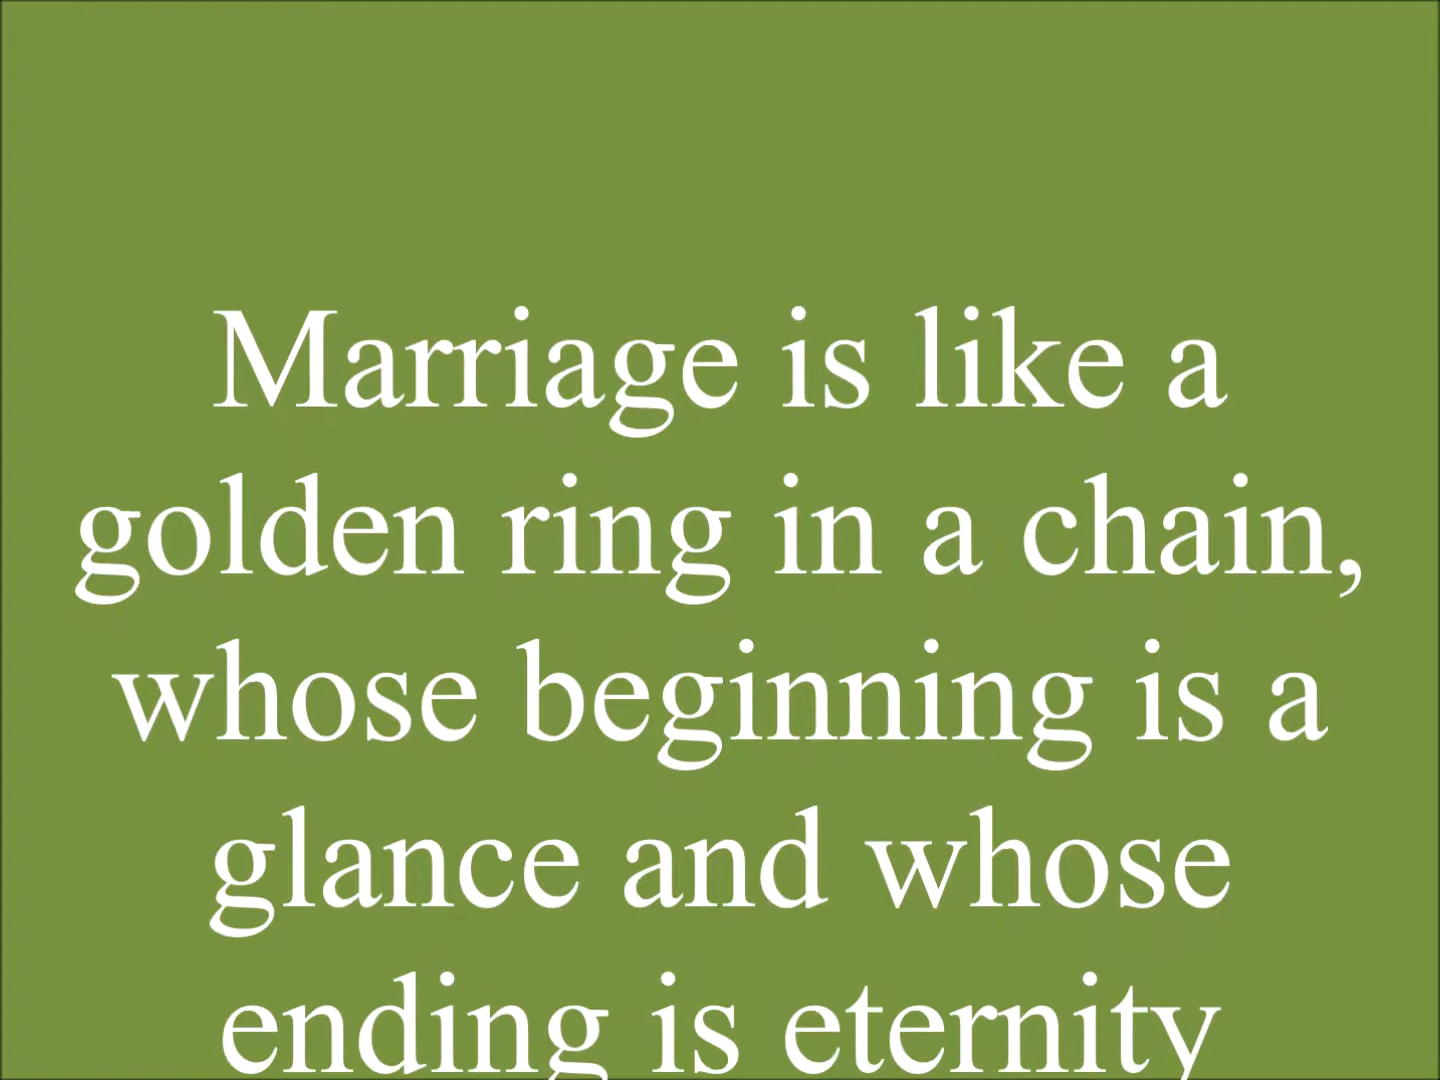 Marriage is like a
golden ring in a chain,
whose beginning is a
glance and whose
ending is eternity